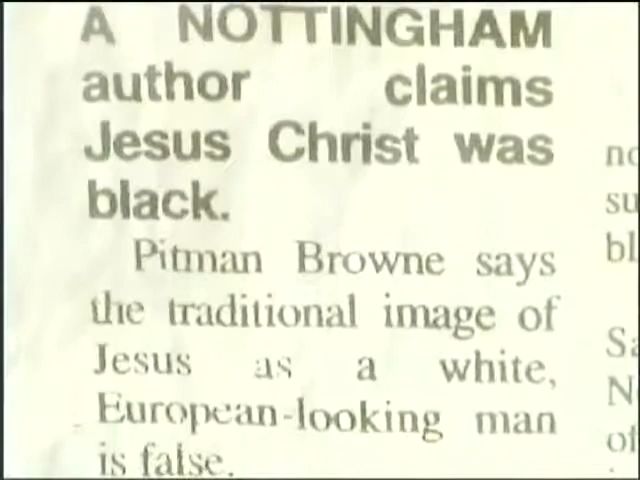 A NOTTINGHAM
author claims
Jesus Christ was
black.
Pitman Browne says
the traditional image of
Jesus as a white,
European-looking man
is false.